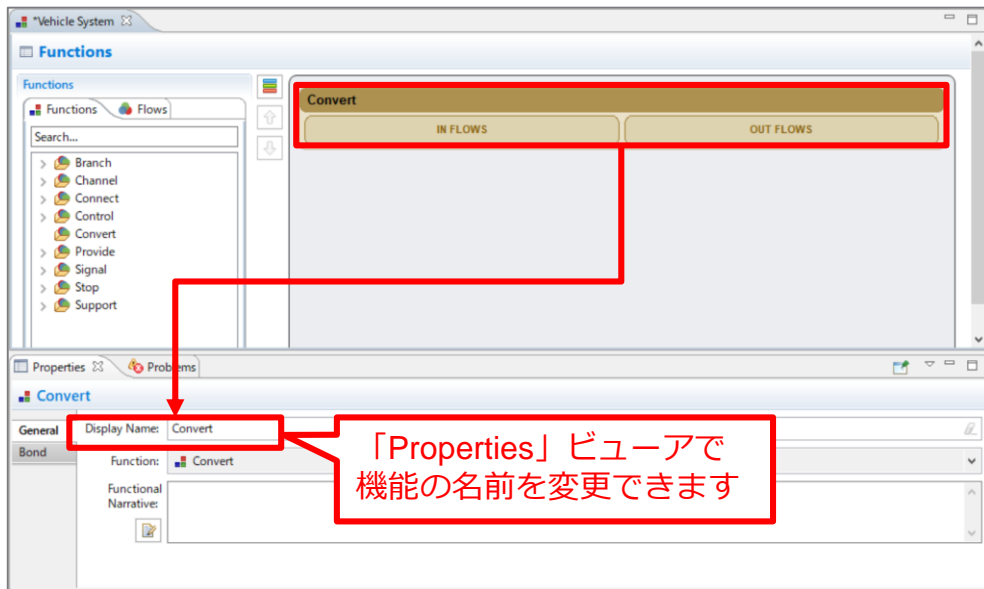 *Vehicle System
Functions
Functions
Functions Flows
Search...
Branch
Channel
Connect
Control
Convert
Provide
Signal
Stop
Support
Convert
IN FLOWS OUT FLOWS
Properties Problems
Convert
General
Bond
Display Name: Convert
Function: Convert
Functional
Narrative:
「Properties」ビューアで
機能の名前を変更できます